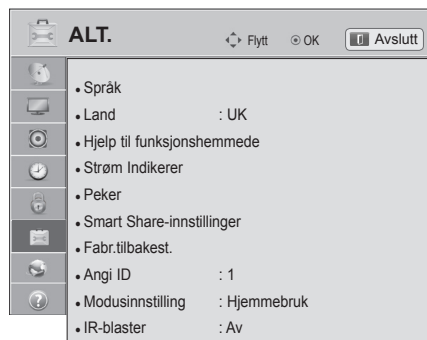 ALT.
Flytt
OK
Avslutt
• Språk
• Land : UK
• Hjelp til funksjonshemmede
• Strøm Indikerer
• Peker
• Smart Share-innstillinger
• Fabr.tilbakest.
• Angi ID : 1
• Modusinnstilling : Hjemmebruk
• IR-blaster : Av